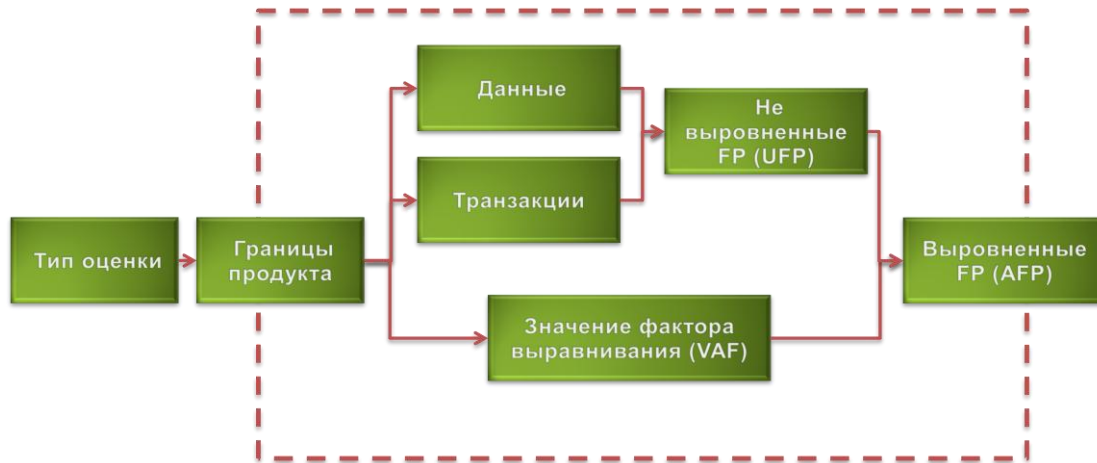 Данные
Не
выровненные
FP (UFP)
Транзакции
Тип оценки
Границы
продукта
Выровненные
FP (AFP)
Значение фактора
выравнивания (VAF)